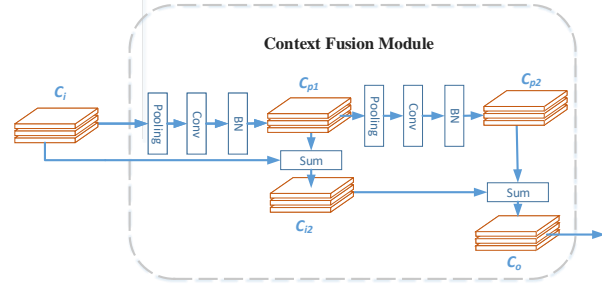 Context Fusion Module
Ci
Cp1
Cp2
Pooling
Conv
BN
Pooling
Conv
BN
Sum
Sum
Ci2
Co